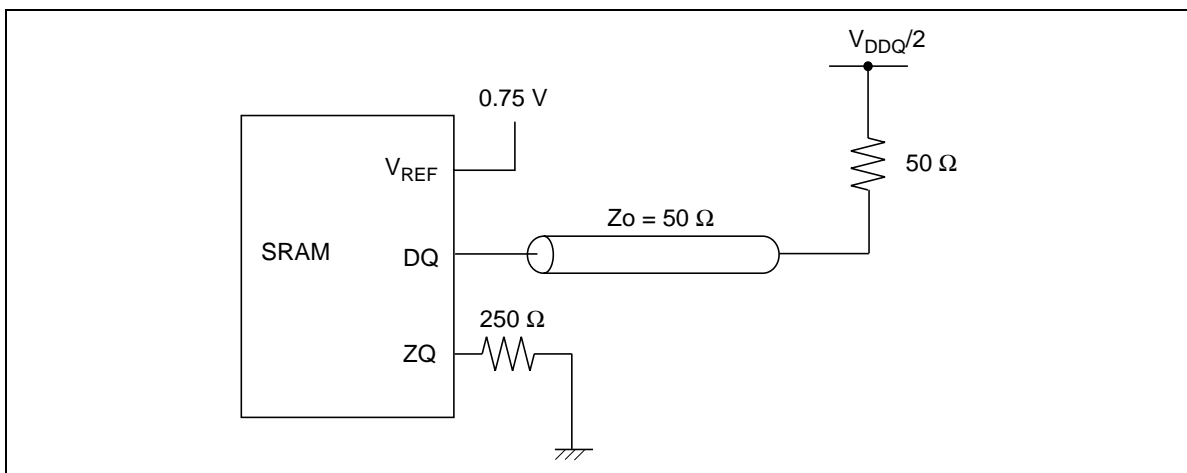 V_DDQ/2
0.75 V
V_REF
50 Ω
Zo = 50 Ω
SRAM
DQ
250 Ω
ZQ